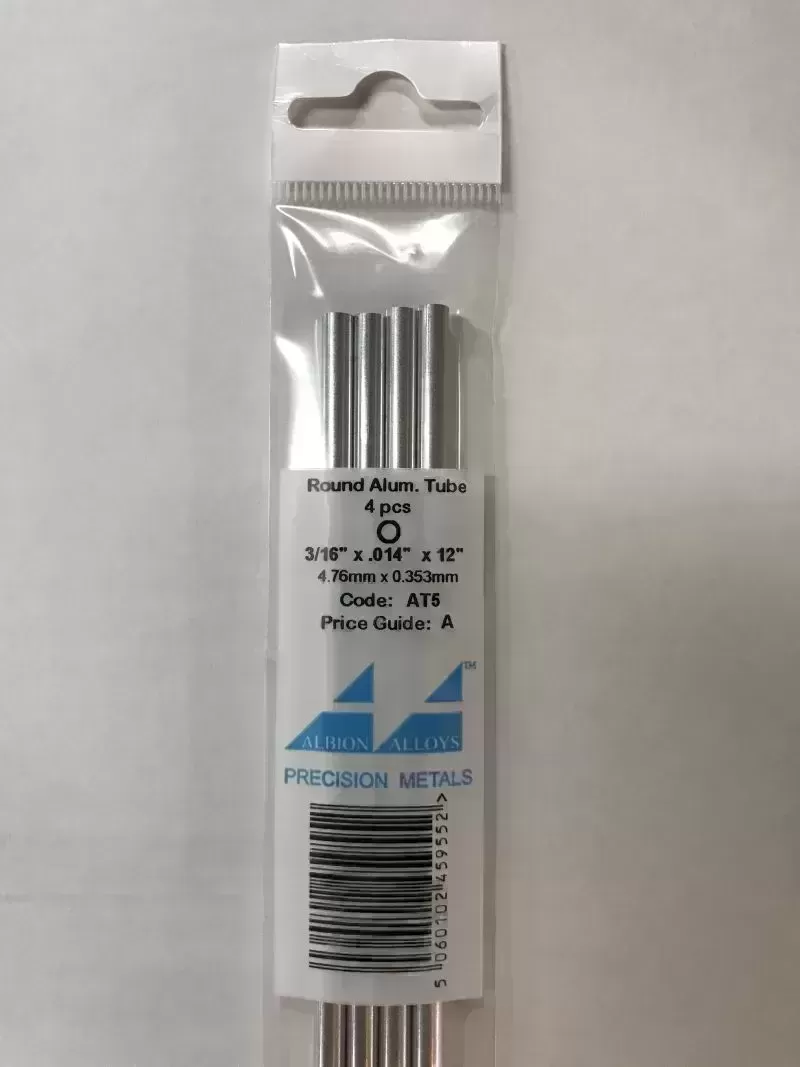 Round Alum. Tube
4 pcs
3/16" x .014" x 12"
4.76mm x 0.353mm
Code: AT5
Price Guide: A
TM
ALBION ALLOYS
PRECISION METALS
5 060102 459552 >